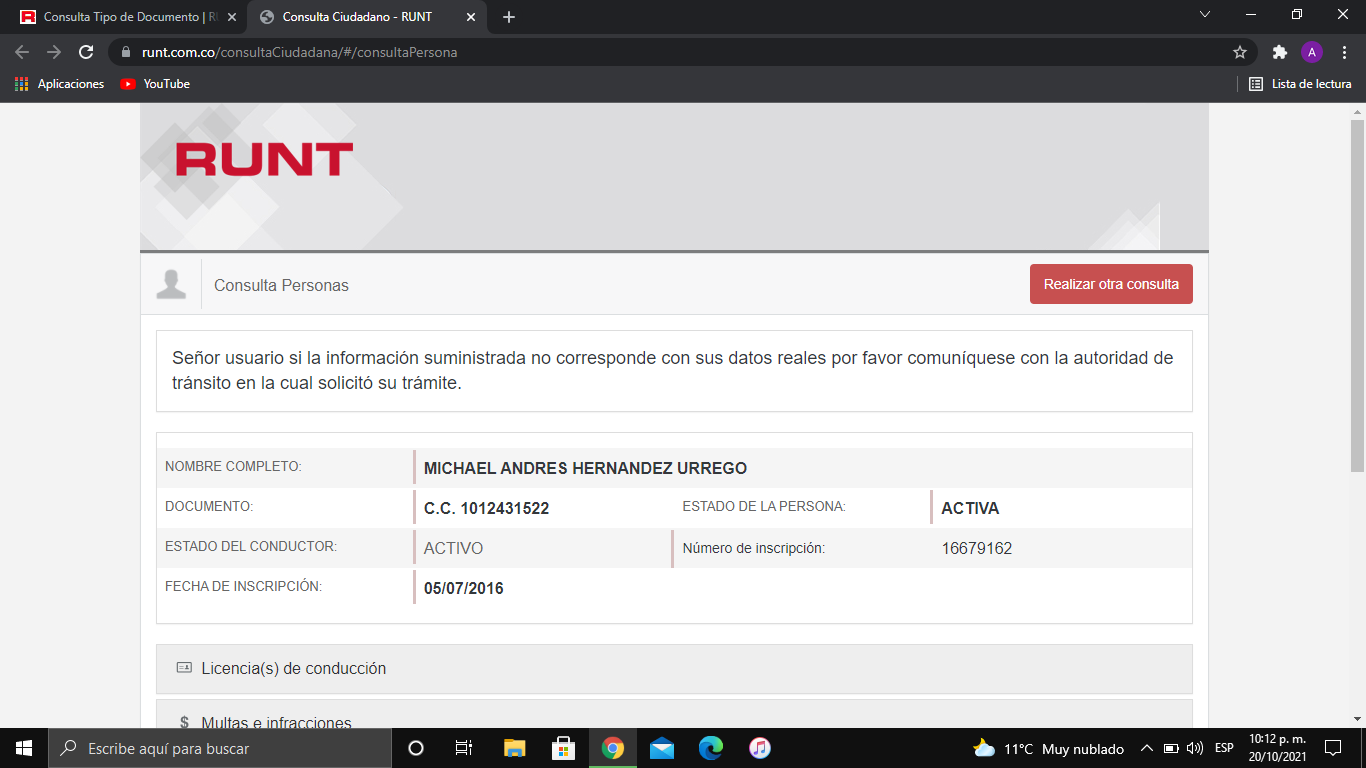 Consulta Tipo de Documento | R
Consulta Ciudadano - RUNT
runt.com.co/consultaCiudadana/#/consultaPersona
A
Aplicaciones
YouTube
Lista de lectura
RUNT
Consulta Personas
Realizar otra consulta
Señor usuario si la información suministrada no corresponde con sus datos reales por favor comuníquese con la autoridad de
tránsito en la cual solicitó su trámite.
NOMBRE COMPLETO: MICHAEL ANDRES HERNANDEZ URREGO
DOCUMENTO: C.C. 1012431522 ESTADO DE LA PERSONA: ACTIVA
ESTADO DEL CONDUCTOR: ACTIVO Número de inscripción: 16679162
FECHA DE INSCRIPCIÓN: 05/07/2016
Licencia(s) de conducción
$ Multas e infracciones
Escribe aquí para buscar
11°C Muy nublado
ESP
10:12 p. m.
20/10/2021